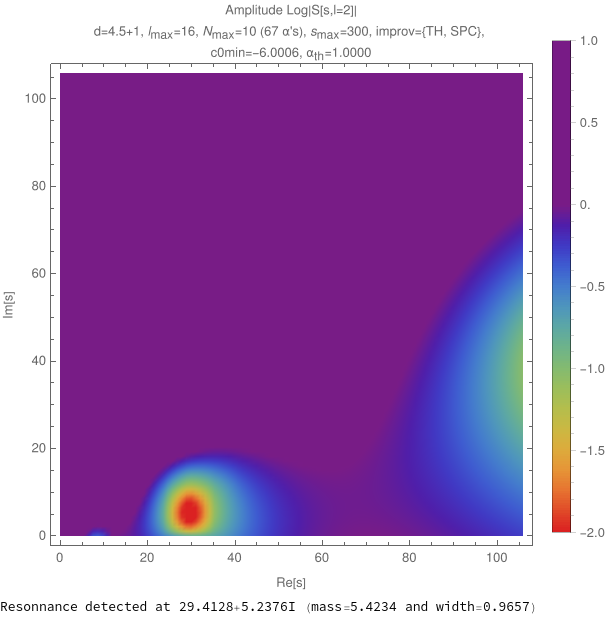 Amplitude Log|S[s,l=2]|
d=4.5+1, lmax=16, Nmax=10 (67 α's), smax=300, improv={TH, SPC},
c0min=−6.0006, αth=1.0000
1.0
0.5
0.
−0.5
−1.0
−1.5
−2.0
100
80
60
40
20
0
Im[s]
0 20 40 60 80 100
Re[s]
Resonnance detected at 29.4128+5.2376I (mass=5.4234 and width=0.9657)